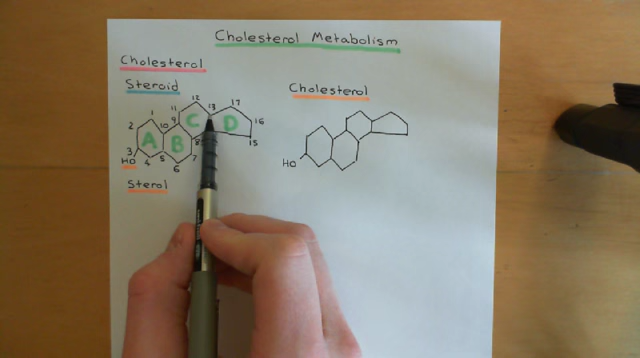 Cholesterol Metabolism
Cholesterol
Steroid
Cholesterol
12
11 13 17
1
2 10 9 C D 16
A B 8 15
3 5 7
HO 4 6
HO
Sterol